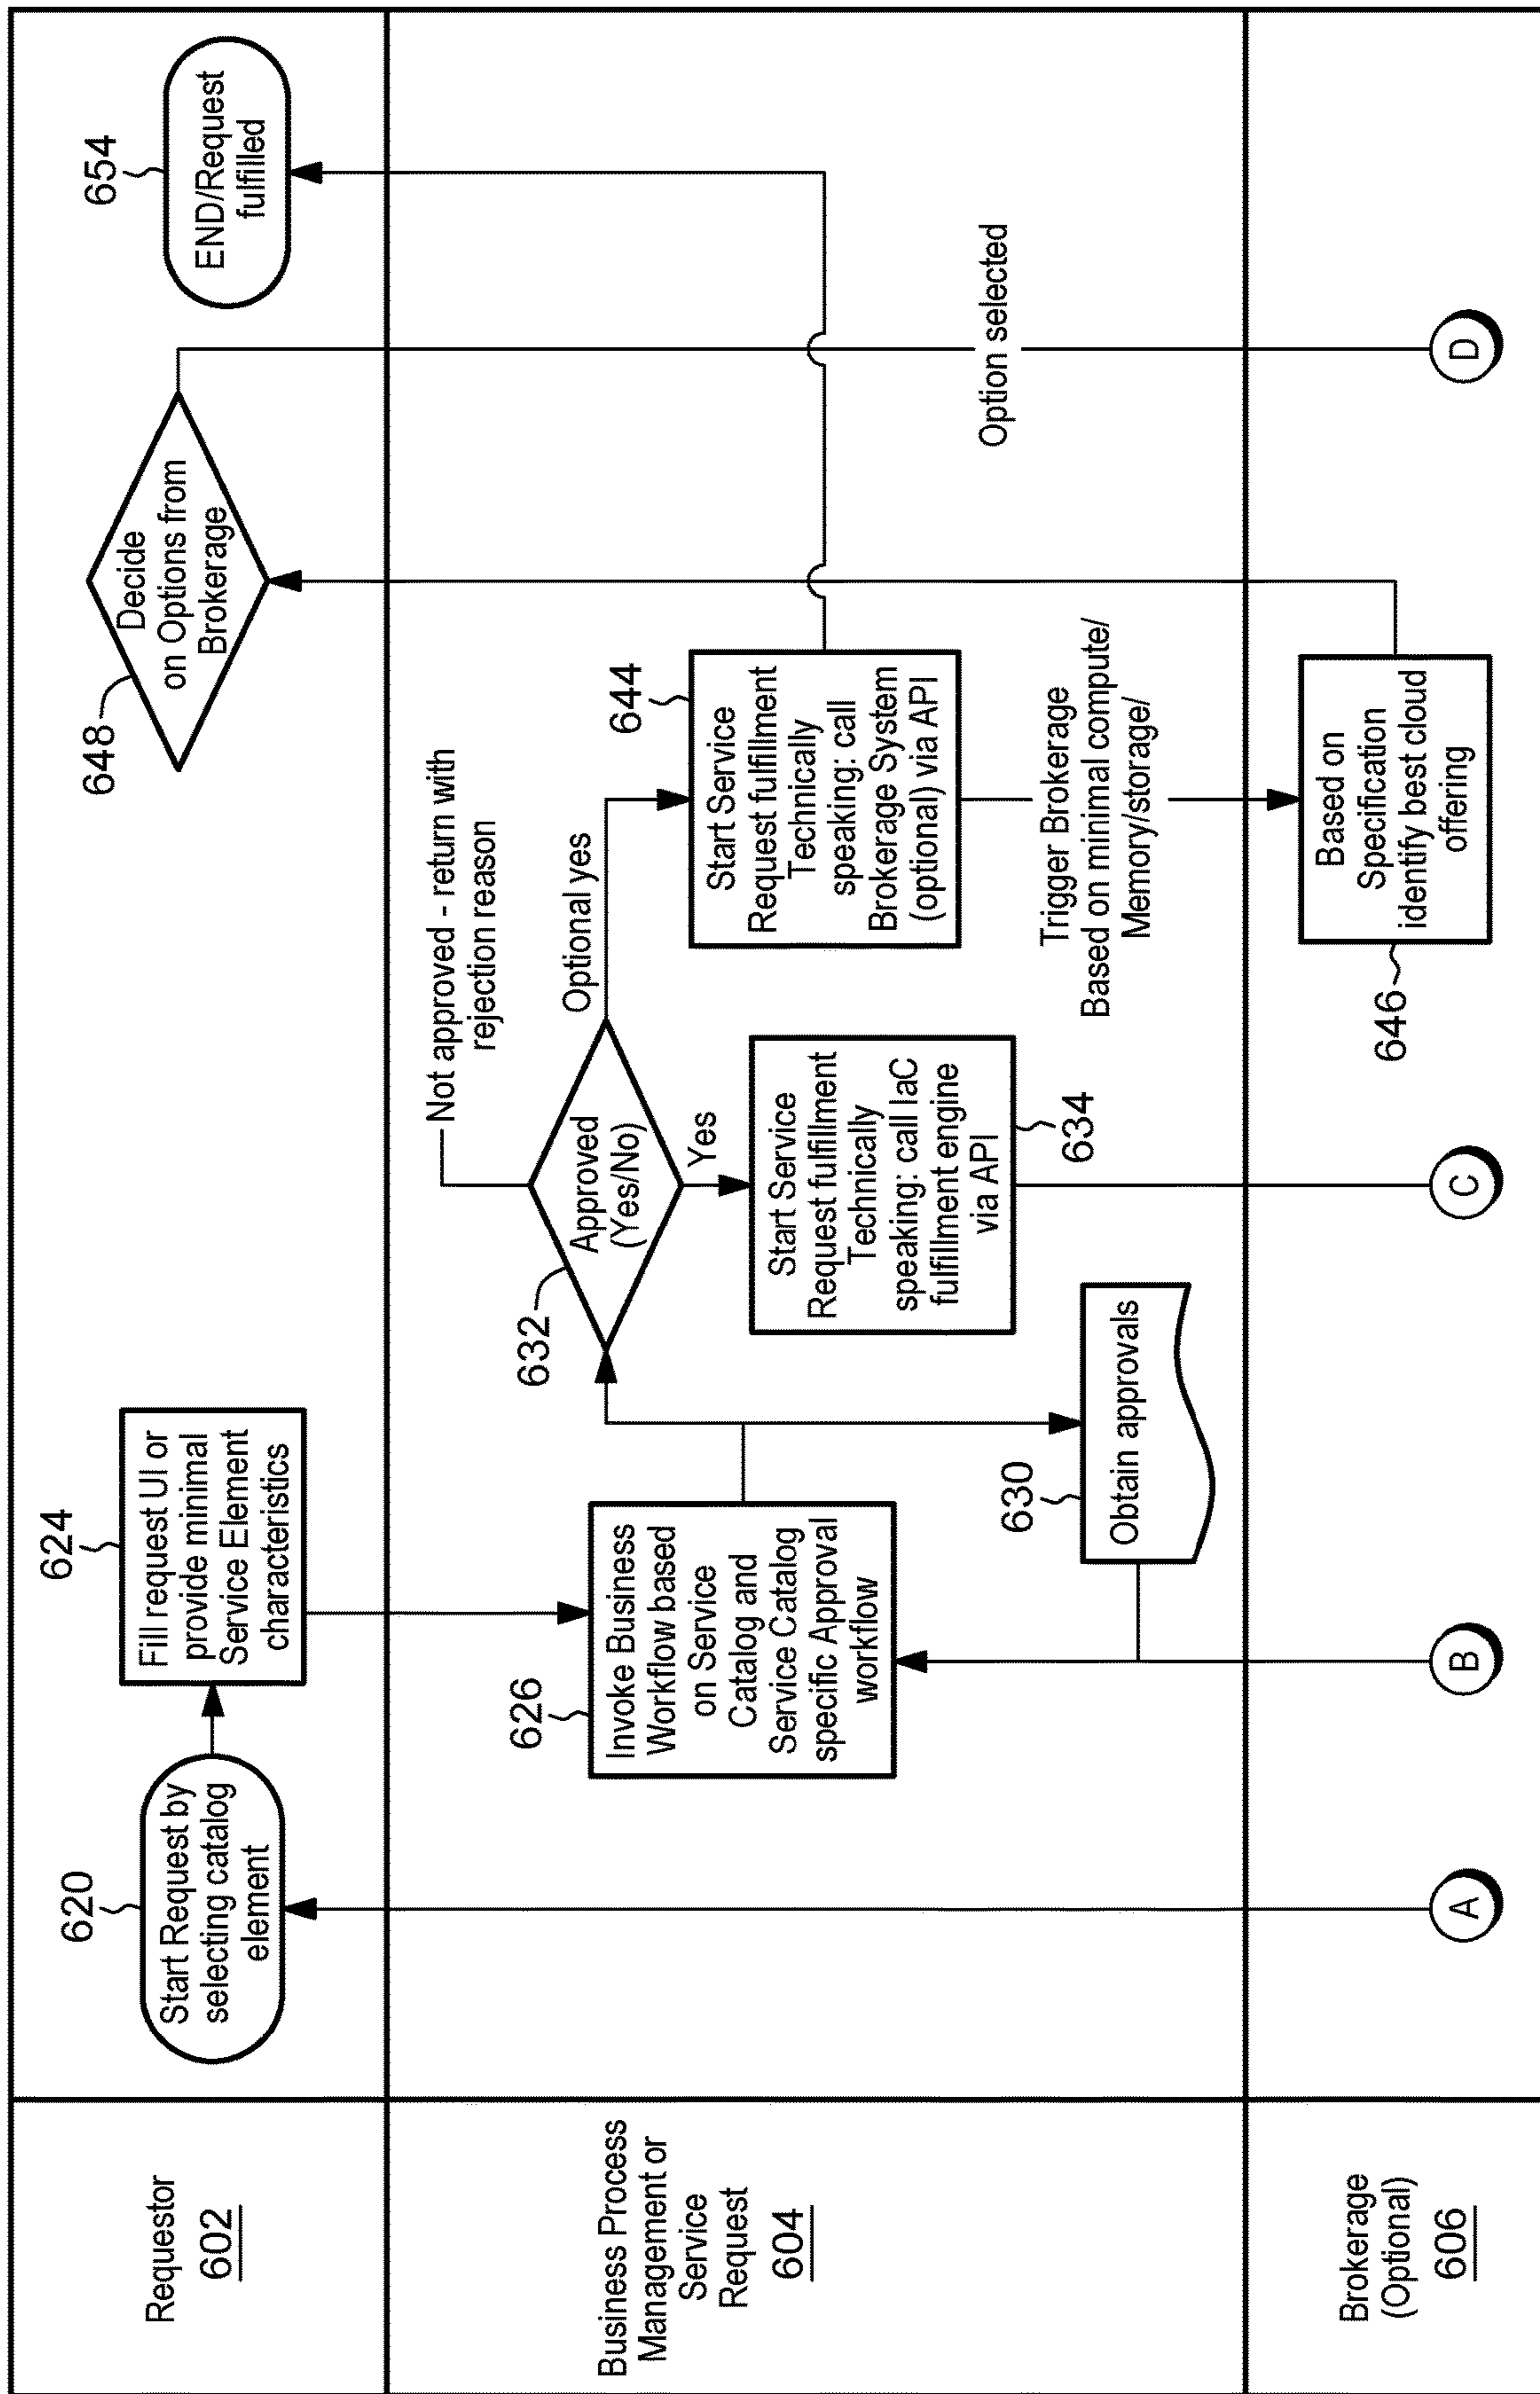 Requestor
602
620
Start Request by
selecting catalog
element
624
Fill request UI or
provide minimal
Service Element
characteristics
648
Decide
on Options from
Brokerage
654
END/Request
fulfilled
Business Process
Management or
Service
Request
604
626
Invoke Business
Workflow based
on Service
Catalog and
Service Catalog
specific Approval
workflow
630
Obtain approvals
632
Approved
(Yes/No)
Not approved - return with
rejection reason
Optional yes
Yes
Start Service
Request fulfillment
Technically
speaking: call IaC
fulfillment engine
via API
634
644
Start Service
Request fulfillment
Technically
speaking: call
Brokerage System
(optional) via API
Trigger Brokerage
Based on minimal compute/
Memory/storage/
Option selected
Brokerage
(Optional)
606
A
B
C
646
Based on
Specification
identify best cloud
offering
D